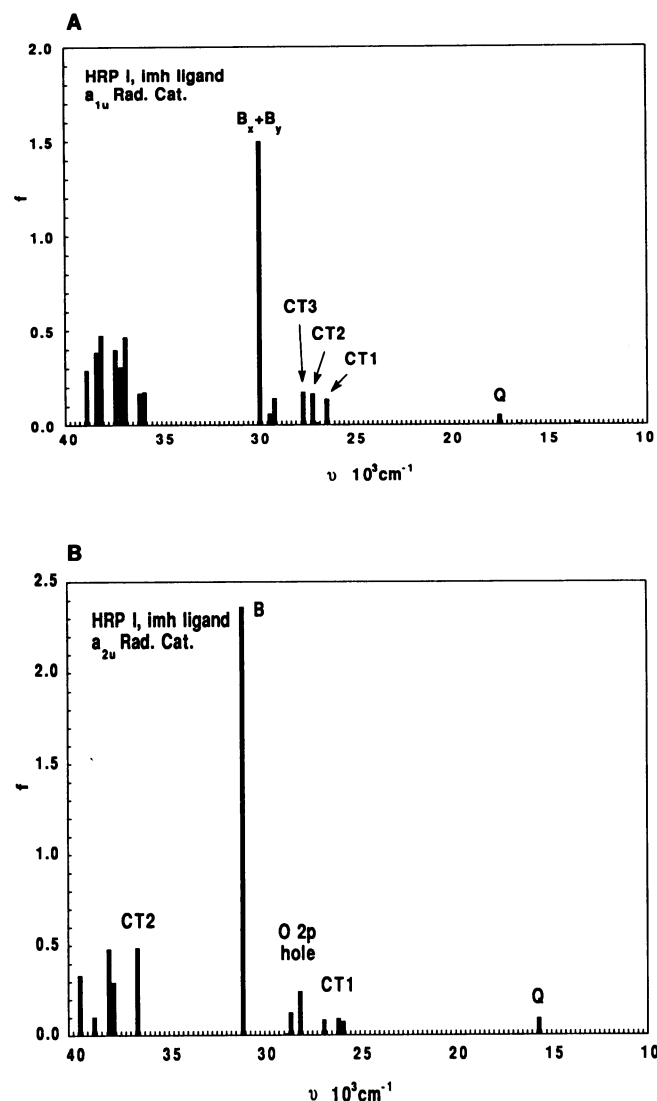 A
2.0
HRP I, imh ligand
a1u Rad. Cat.
Bx+By
1.5
f
1.0
CT3
CT2
0.5
CT1
Q
0.0
40 35 30 25 20 15 10
υ 10³cm⁻¹
B
2.5
B
HRP I, imh ligand
a2u Rad. Cat.
2.0
f
1.5
1.0
CT2
O 2p
hole
0.5
CT1
Q
0.0
40 35 30 25 20 15 10
υ 10³cm⁻¹